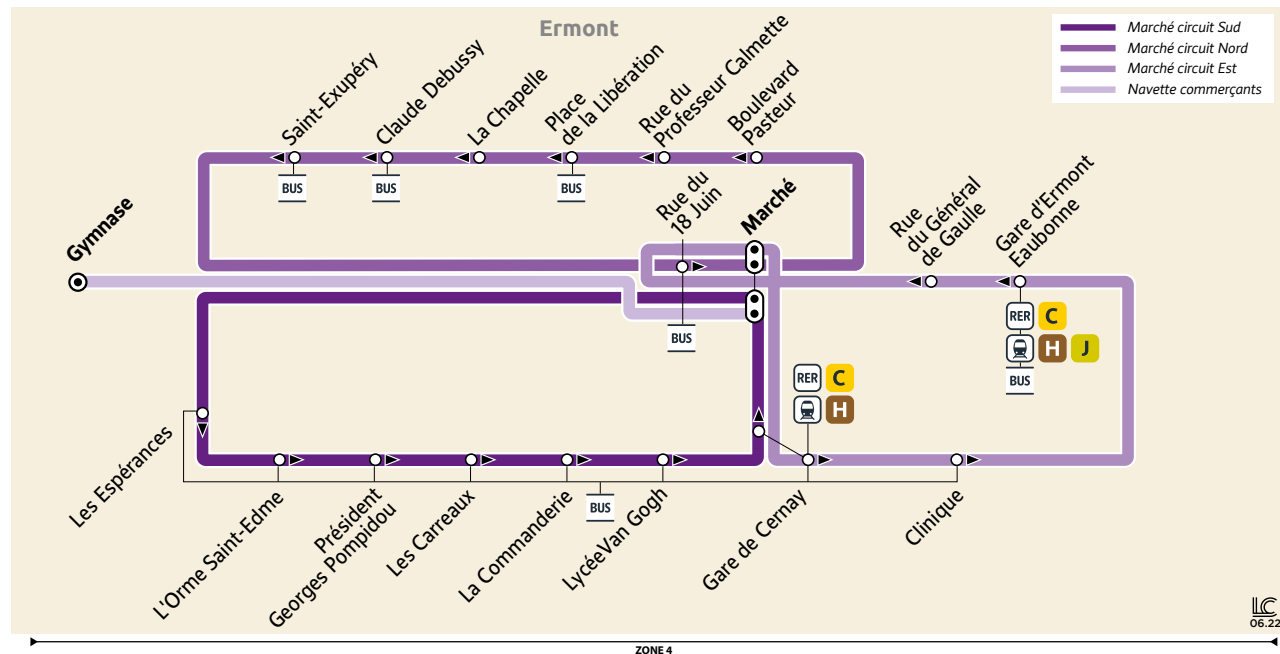 Ermont
Marché circuit Sud
Marché circuit Nord
Marché circuit Est
Navette commerçants
Saint-Exupéry
Claude Debussy
La Chapelle
Place
de la Libération
Rue du
Professeur Calmette
Boulevard
Pasteur
BUS
BUS
BUS
Gymnase
Rue du
18 Juin
Marché
Rue
du Général
de Gaulle
Gare d'Ermont
Eaubonne
BUS
RER C
H J
BUS
RER C
H
Les Espérances
L'Orme Saint-Edme
Président
Georges Pompidou
Les Carreaux
La Commanderie
BUS
LycéeVan Gogh
Gare de Cernay
Clinique
LC
06.22
ZONE 4